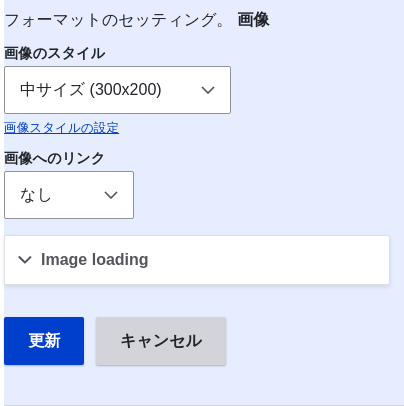 フォーマットのセッティング。 画像
画像のスタイル
中サイズ (300x200)
画像スタイルの設定
画像へのリンク
なし
Image loading
更新 キャンセル